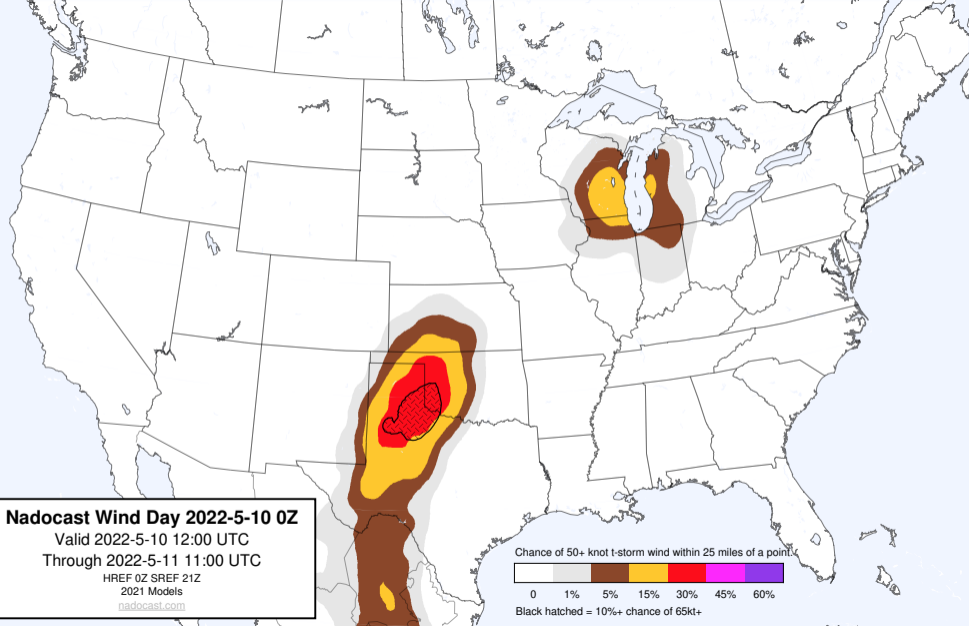 Nadocast Wind Day 2022-5-10 0Z
Valid 2022-5-10 12:00 UTC
Through 2022-5-11 11:00 UTC
HREF 0Z SREF 21Z
2021 Models
nadocast.com
Chance of 50+ knot t-storm wind within 25 miles of a point.
0 1% 5% 15% 30% 45% 60%
Black hatched = 10%+ chance of 65kt+